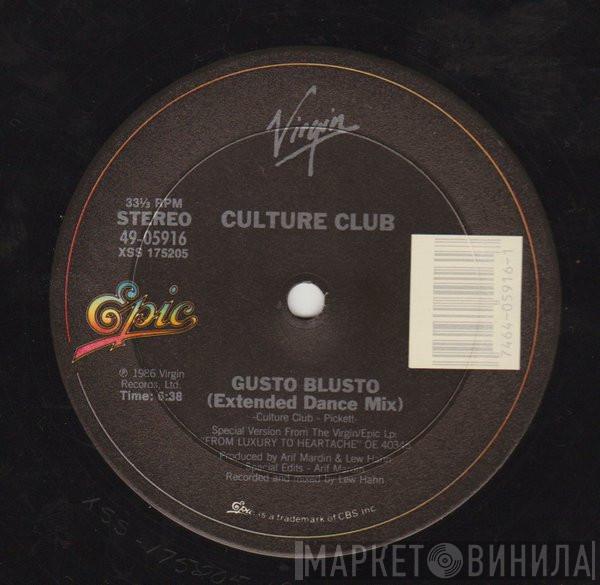 Virgin
33⅓ RPM
STEREO
49-05916
XSS 175205
CULTURE CLUB
7464-05916-1
Epic
℗ 1986 Virgin
Records, Ltd.
Time: 6:38
GUSTO BLUSTO
(Extended Dance Mix)
-Culture Club - Pickett-
Special Version From The Virgin/Epic Lp:
"FROM LUXURY TO HEARTACHE" OE 40345
Produced by Arif Mardin & Lew Hahn
Special Edits - Arif Mardin
Recorded and mixed by Lew Hahn
Epic is a trademark of CBS Inc.
XSS-175205
МАРКЕТ ВИНИЛА